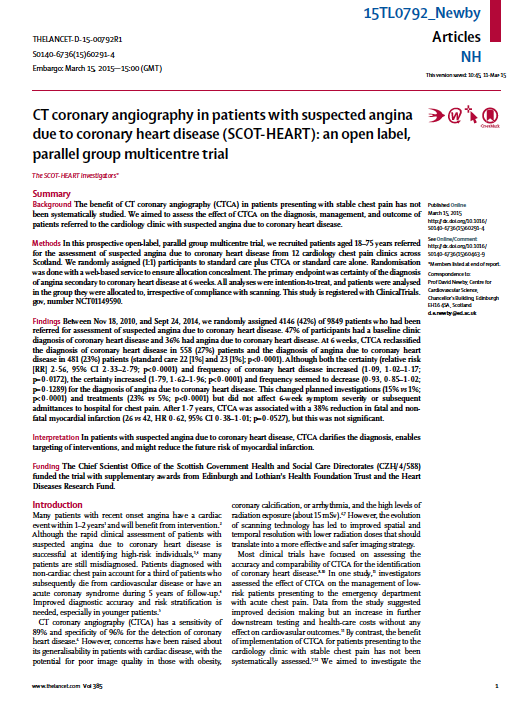 15TL0792_Newby
THELANCET-D-15-00792R1
Articles
S0140-6736(15)60291-4
NH
Embargo: March 15, 2015—15:00 (GMT)
This version saved: 10:45, 11-Mar-15
CT coronary angiography in patients with suspected angina
due to coronary heart disease (SCOT-HEART): an open label,
parallel group multicentre trial
CrossMark
The SCOT-HEART investigators*
Summary
Background The benefit of CT coronary angiography (CTCA) in patients presenting with stable chest pain has not
been systematically studied. We aimed to assess the effect of CTCA on the diagnosis, management, and outcome of
patients referred to the cardiology clinic with suspected angina due to coronary heart disease.
Methods In this prospective open-label, parallel group multicentre trial, we recruited patients aged 18–75 years referred
for the assessment of suspected angina due to coronary heart disease from 12 cardiology chest pain clinics across
Scotland. We randomly assigned (1:1) participants to standard care plus CTCA or standard care alone. Randomisation
was done with a web-based service to ensure allocation concealment. The primary endpoint was certainty of the diagnosis
of angina secondary to coronary heart disease at 6 weeks. All analyses were intention-to-treat, and patients were analysed
in the group they were allocated to, irrespective of compliance with scanning. This study is registered with ClinicalTrials.
gov, number NCT01149590.
Findings Between Nov 18, 2010, and Sept 24, 2014, we randomly assigned 4146 (42%) of 9849 patients who had been
referred for assessment of suspected angina due to coronary heart disease. 47% of participants had a baseline clinic
diagnosis of coronary heart disease and 36% had angina due to coronary heart disease. At 6 weeks, CTCA reclassified
the diagnosis of coronary heart disease in 558 (27%) patients and the diagnosis of angina due to coronary heart disease
in 481 (23%) patients (standard care 22 [1%] and 23 [1%]; p<0·0001). Although both the certainty (relative risk
[RR] 2·56, 95% CI 2·33–2·79; p<0·0001) and frequency of coronary heart disease increased (1·09, 1·02–1·17;
p=0·0172), the certainty increased (1·79, 1·62–1·96; p<0·0001) and frequency seemed to decrease (0·93, 0·85–1·02;
p=0·1289) for the diagnosis of angina due to coronary heart disease. This changed planned investigations (15% vs 1%;
p<0·0001) and treatments (23% vs 5%; p<0·0001) but did not affect 6-week symptom severity or subsequent
admittances to hospital for chest pain. After 1·7 years, CTCA was associated with a 38% reduction in fatal and non-
fatal myocardial infarction (26 vs 42, HR 0·62, 95% CI 0·38–1·01; p=0·0527), but this was not significant.
Interpretation In patients with suspected angina due to coronary heart disease, CTCA clarifies the diagnosis, enables
targeting of interventions, and might reduce the future risk of myocardial infarction.
Funding The Chief Scientist Office of the Scottish Government Health and Social Care Directorates (CZH/4/588)
funded the trial with supplementary awards from Edinburgh and Lothian's Health Foundation Trust and the Heart
Diseases Research Fund.
Published Online
March 15, 2015
http://dx.doi.org/10.1016/
S0140-6736(15)60291-4
See Online/Comment
http://dx.doi.org/10.1016/
S0140-6736(15)60463-9
*Members listed at end of report.
Correspondence to:
Prof David Newby, Centre for
Cardiovascular Science,
Chancellor's Building, Edinburgh
EH16 4SA, Scotland
d.e.newby@ed.ac.uk
Introduction
Many patients with recent onset angina have a cardiac
event within 1–2 years¹ and will benefit from intervention.²
Although the rapid clinical assessment of patients with
suspected angina due to coronary heart disease is
successful at identifying high-risk individuals,³,⁴ many
patients are still misdiagnosed. Patients diagnosed with
non-cardiac chest pain account for a third of patients who
subsequently die from cardiovascular disease or have an
acute coronary syndrome during 5 years of follow-up.⁴
Improved diagnostic accuracy and risk stratification is
needed, especially in younger patients.⁵
CT coronary angiography (CTCA) has a sensitivity of
89% and specificity of 96% for the detection of coronary
heart disease.⁶ However, concerns have been raised about
its generalisability in patients with cardiac disease, with the
potential for poor image quality in those with obesity,
coronary calcification, or arrhythmia, and the high levels of
radiation exposure (about 15 mSv).⁶,⁷ However, the evolution
of scanning technology has led to improved spatial and
temporal resolution with lower radiation doses that should
translate into a more effective and safer imaging strategy.
Most clinical trials have focused on assessing the
accuracy and comparability of CTCA for the identification
of coronary heart disease.⁸⁻¹⁰ In one study,¹¹ investigators
assessed the effect of CTCA on the management of low-
risk patients presenting to the emergency department
with acute chest pain. Data from the study suggested
improved decision making but an increase in further
downstream testing and health-care costs without any
effect on cardiovascular outcomes.¹¹ By contrast, the benefit
of implementation of CTCA for patients presenting to the
cardiology clinic with stable chest pain has not been
systematically assessed.⁷,¹² We aimed to investigate the
www.thelancet.com Vol 385
1